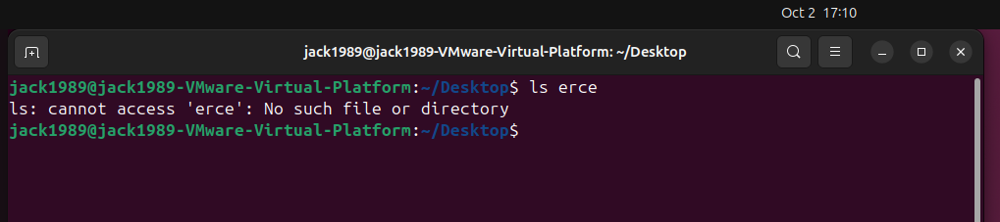 Oct 2 17:10
jack1989@jack1989-VMware-Virtual-Platform: ~/Desktop
jack1989@jack1989-VMware-Virtual-Platform:~/Desktop$ ls erce
ls: cannot access 'erce': No such file or directory
jack1989@jack1989-VMware-Virtual-Platform:~/Desktop$